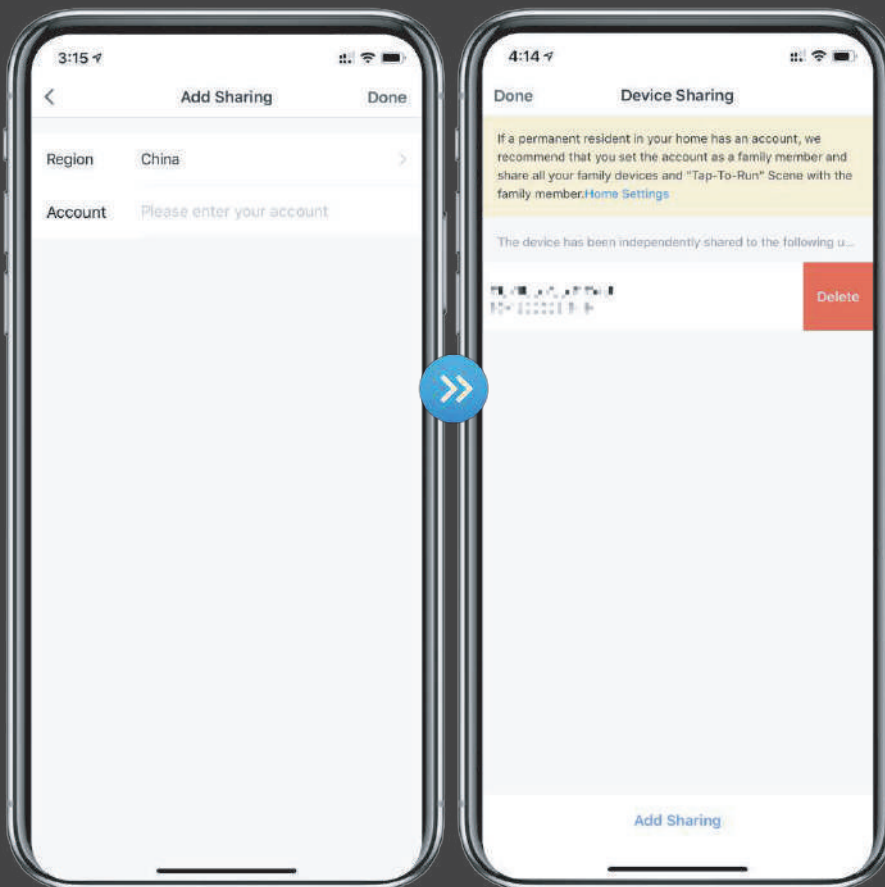 3:15
Add Sharing
Done
Region
China
Account
Please enter your account
4:14
Done
Device Sharing
If a permanent resident in your home has an account, we
recommend that you set the account as a family member and
share all your family devices and "Tap-To-Run" Scene with the
family member.Home Settings
The device has been independently shared to the following u...
Delete
Add Sharing